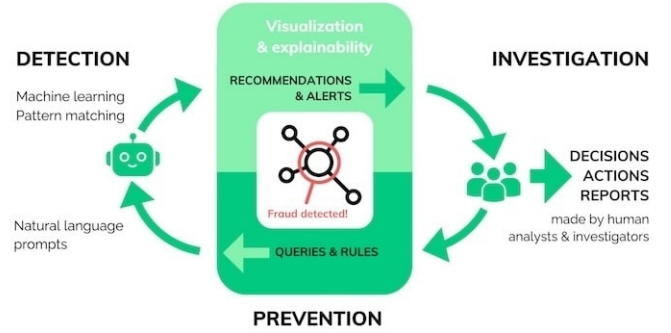 Visualization
& explainability
DETECTION
INVESTIGATION
Machine learning
Pattern matching
RECOMMENDATIONS
& ALERTS
DECISIONS
ACTIONS
REPORTS
made by human
analysts & investigators
Fraud detected!
Natural language
prompts
QUERIES & RULES
PREVENTION